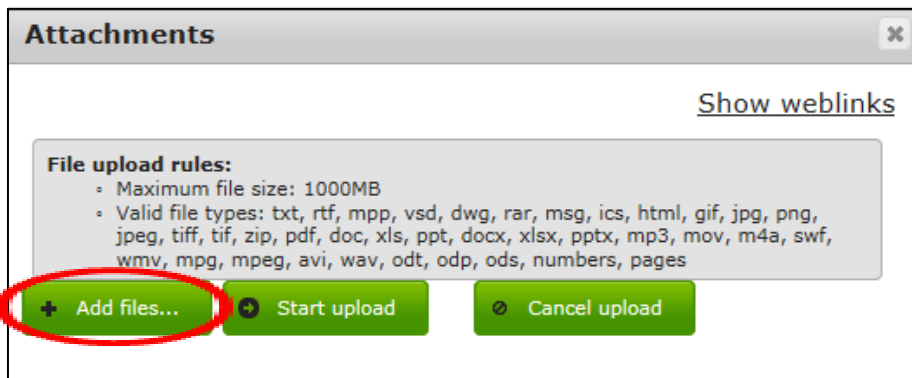 Attachments
Show weblinks
File upload rules:
Maximum file size: 1000MB
Valid file types: txt, rtf, mpp, vsd, dwg, rar, msg, ics, html, gif, jpg, png,
jpeg, tiff, tif, zip, pdf, doc, xls, ppt, docx, xlsx, pptx, mp3, mov, m4a, swf,
wmv, mpg, mpeg, avi, wav, odt, odp, ods, numbers, pages
Add files... Start upload Cancel upload